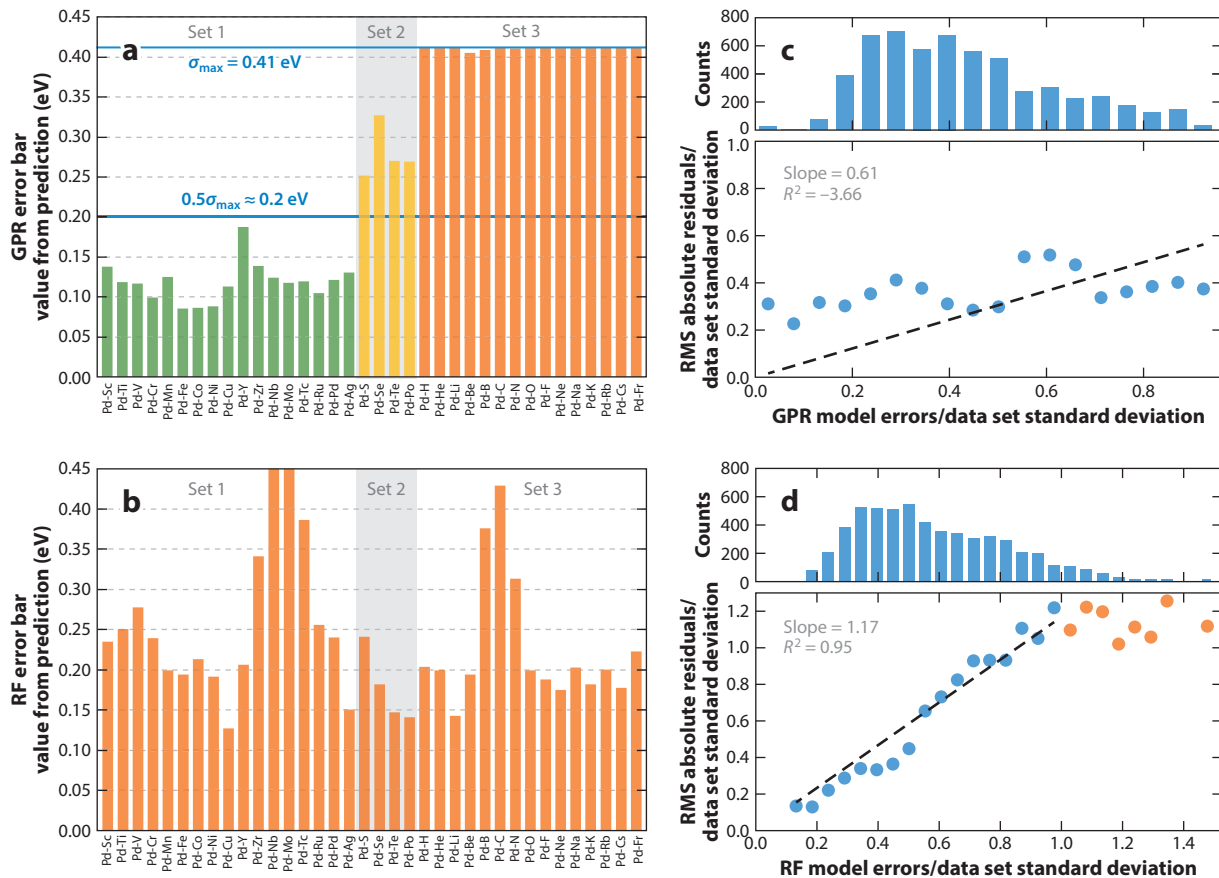 a
Set 1
Set 2
Set 3
σmax = 0.41 eV
0.5σmax ≈ 0.2 eV
GPR error bar
value from prediction (eV)
0.45
0.40
0.35
0.30
0.25
0.20
0.15
0.10
0.05
0.00
Pd-Sc
Pd-Ti
Pd-V
Pd-Cr
Pd-Mn
Pd-Fe
Pd-Co
Pd-Ni
Pd-Cu
Pd-Y
Pd-Zr
Pd-Nb
Pd-Mo
Pd-Tc
Pd-Ru
Pd-Pd
Pd-Ag
Pd-S
Pd-Se
Pd-Te
Pd-Po
Pd-H
Pd-He
Pd-Li
Pd-Be
Pd-B
Pd-C
Pd-N
Pd-O
Pd-F
Pd-Ne
Pd-Na
Pd-K
Pd-Rb
Pd-Cs
Pd-Fr
c
Counts
800
600
400
200
0
RMS absolute residuals/
data set standard deviation
1.0
0.8
0.6
0.4
0.2
0.0
Slope = 0.61
R² = –3.66
0.0
0.2
0.4
0.6
0.8
GPR model errors/data set standard deviation
b
Set 1
Set 2
Set 3
RF error bar
value from prediction (eV)
0.45
0.40
0.35
0.30
0.25
0.20
0.15
0.10
0.05
0.00
Pd-Sc
Pd-Ti
Pd-V
Pd-Cr
Pd-Mn
Pd-Fe
Pd-Co
Pd-Ni
Pd-Cu
Pd-Y
Pd-Zr
Pd-Nb
Pd-Mo
Pd-Tc
Pd-Ru
Pd-Pd
Pd-Ag
Pd-S
Pd-Se
Pd-Te
Pd-Po
Pd-H
Pd-He
Pd-Li
Pd-Be
Pd-B
Pd-C
Pd-N
Pd-O
Pd-F
Pd-Ne
Pd-Na
Pd-K
Pd-Rb
Pd-Cs
Pd-Fr
d
Counts
800
600
400
200
0
RMS absolute residuals/
data set standard deviation
1.2
1.0
0.8
0.6
0.4
0.2
0.0
Slope = 1.17
R² = 0.95
0.0
0.2
0.4
0.6
0.8
1.0
1.2
1.4
RF model errors/data set standard deviation